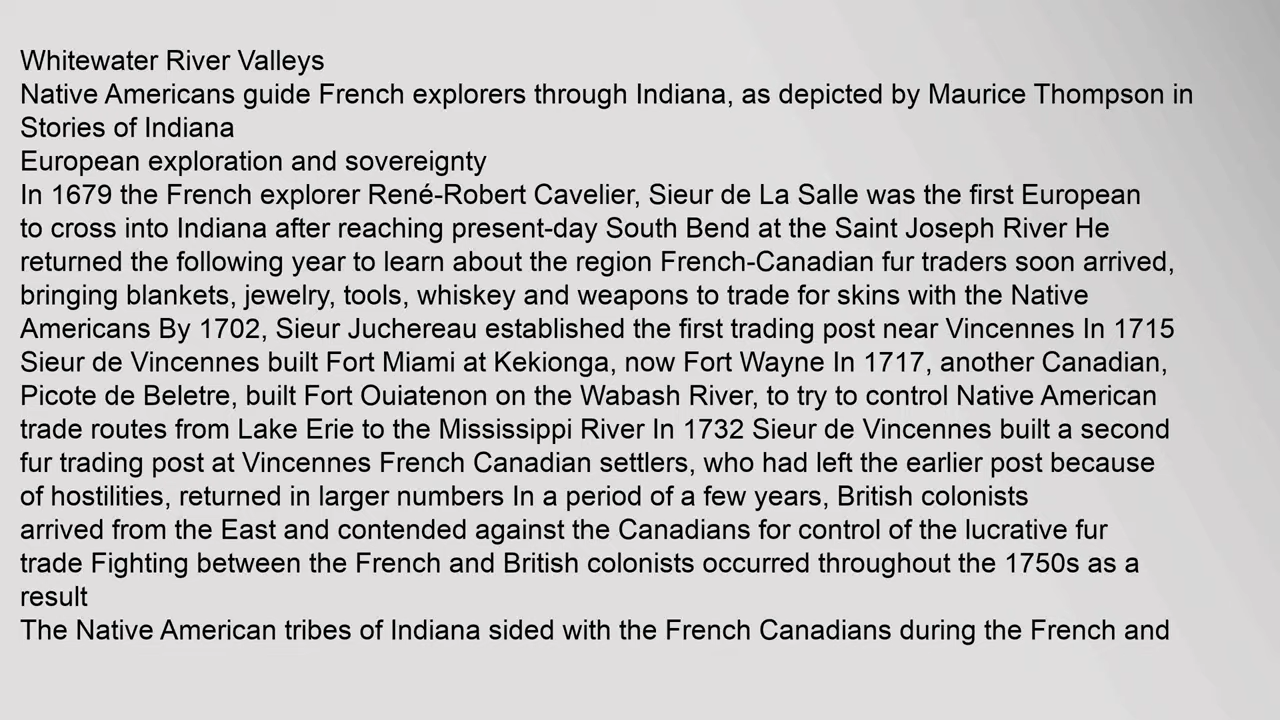 Whitewater River Valleys
Native Americans guide French explorers through Indiana, as depicted by Maurice Thompson in
Stories of Indiana
European exploration and sovereignty
In 1679 the French explorer René-Robert Cavelier, Sieur de La Salle was the first European
to cross into Indiana after reaching present-day South Bend at the Saint Joseph River He
returned the following year to learn about the region French-Canadian fur traders soon arrived,
bringing blankets, jewelry, tools, whiskey and weapons to trade for skins with the Native
Americans By 1702, Sieur Juchereau established the first trading post near Vincennes In 1715
Sieur de Vincennes built Fort Miami at Kekionga, now Fort Wayne In 1717, another Canadian,
Picote de Beletre, built Fort Ouiatenon on the Wabash River, to try to control Native American
trade routes from Lake Erie to the Mississippi River In 1732 Sieur de Vincennes built a second
fur trading post at Vincennes French Canadian settlers, who had left the earlier post because
of hostilities, returned in larger numbers In a period of a few years, British colonists
arrived from the East and contended against the Canadians for control of the lucrative fur
trade Fighting between the French and British colonists occurred throughout the 1750s as a
result
The Native American tribes of Indiana sided with the French Canadians during the French and